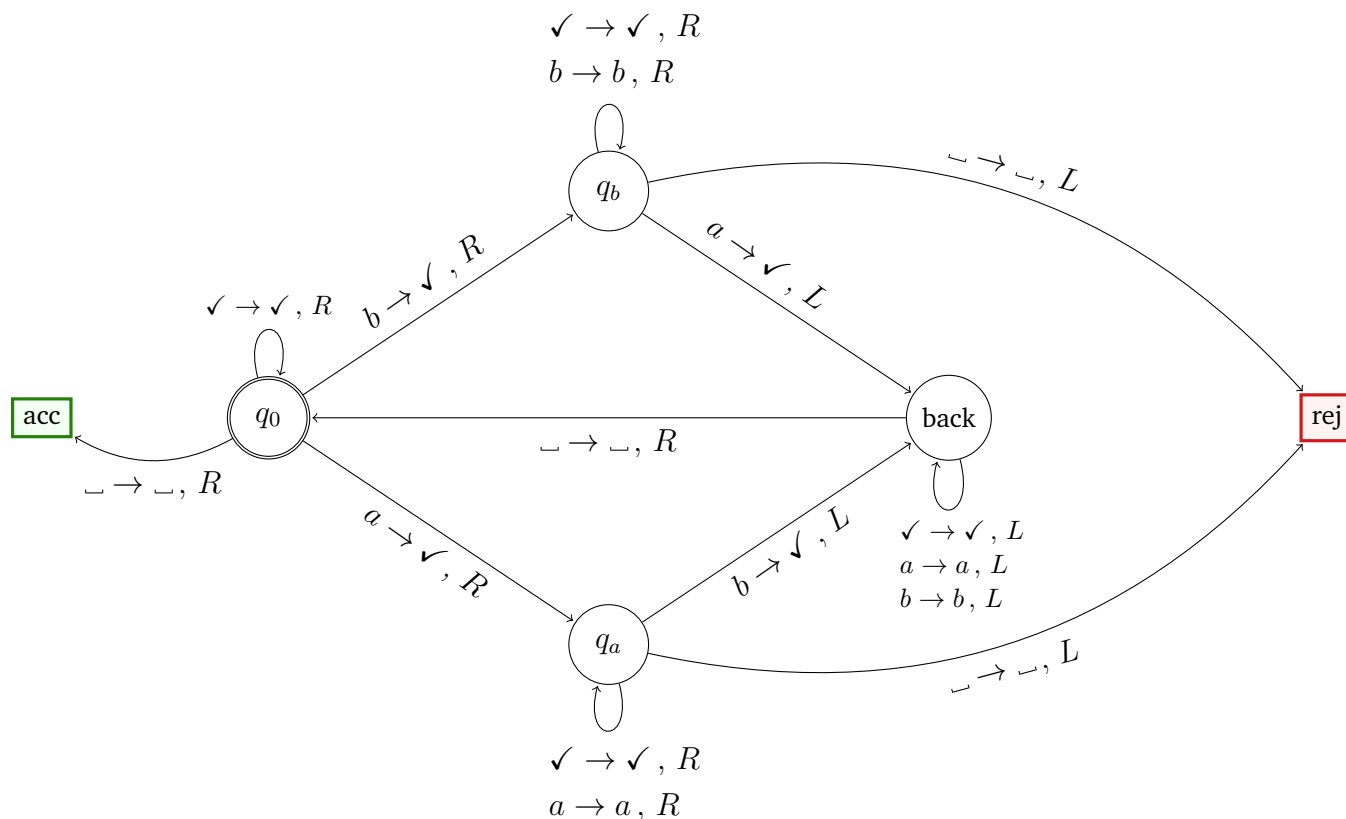 ✓ → ✓ , R
b → b , R
q_b
␣ → ␣, L
a → ✓, L
b → ✓, R
✓ → ✓ , R
acc
q_0
back
rej
␣ → ␣, R
␣ → ␣, R
a → ✓, R
b → ✓, L
✓ → ✓ , L
a → a , L
b → b , L
q_a
␣ → ␣, L
✓ → ✓ , R
a → a , R